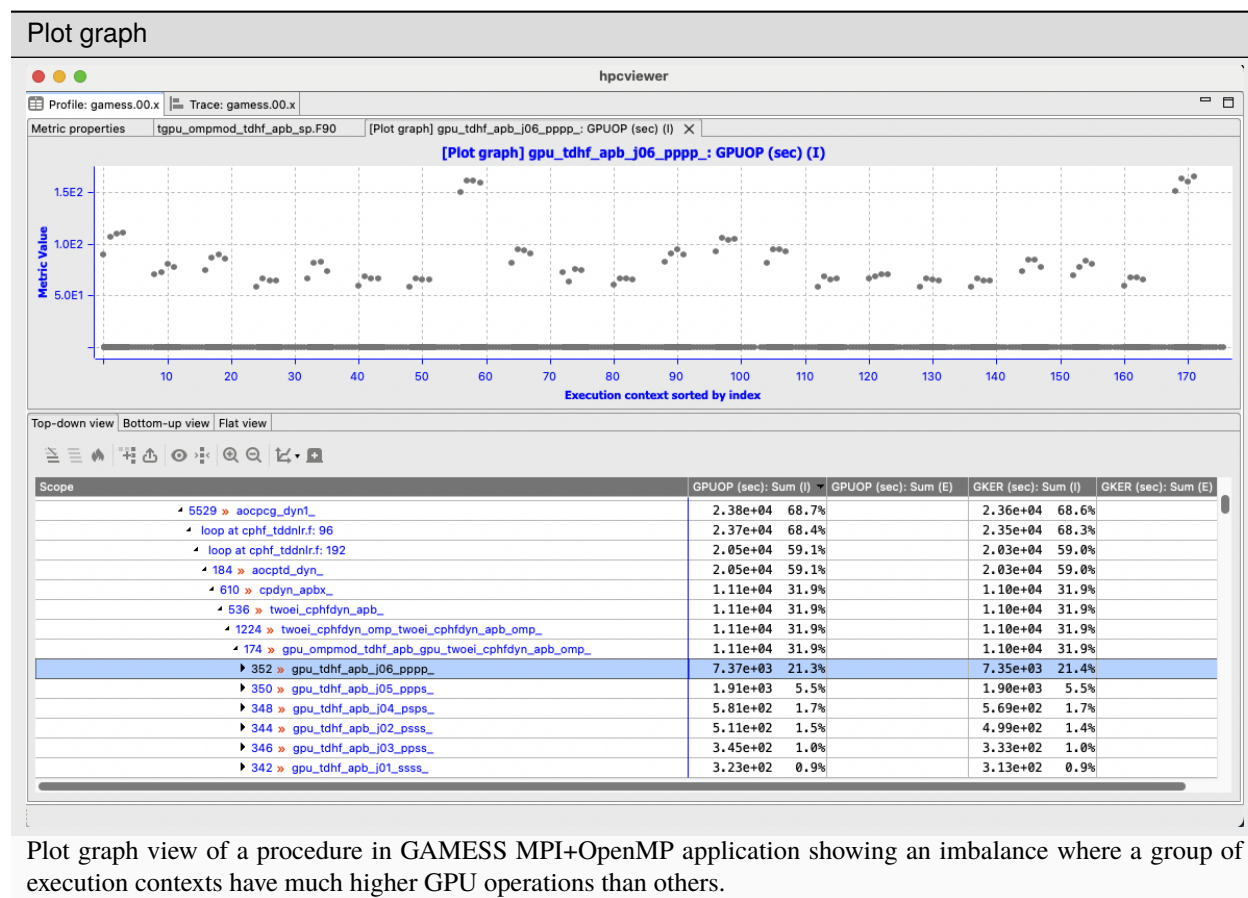 Plot graph
hpcviewer
Profile: gamess.00.x Trace: gamess.00.x
Metric properties tgpu_ompmod_tdhf_apb_sp.F90 [Plot graph] gpu_tdhf_apb_j06_pppp_: GPUOP (sec) (I)
[Plot graph] gpu_tdhf_apb_j06_pppp_: GPUOP (sec) (I)
Metric Value
1.5E2
1.0E2
5.0E1
10 20 30 40 50 60 70 80 90 100 110 120 130 140 150 160 170
Execution context sorted by index
Top-down view Bottom-up view Flat view
Scope GPUOP (sec): Sum (I) GPUOP (sec): Sum (E) GKER (sec): Sum (I) GKER (sec): Sum (E)
5529 » aocpcg_dyn1_ 2.38e+04 68.7% 2.36e+04 68.6%
loop at cphf_tddnlr.f: 96 2.37e+04 68.4% 2.35e+04 68.3%
loop at cphf_tddnlr.f: 192 2.05e+04 59.1% 2.03e+04 59.0%
184 » aocptd_dyn_ 2.05e+04 59.1% 2.03e+04 59.0%
610 » cpdyn_apbx_ 1.11e+04 31.9% 1.10e+04 31.9%
536 » twoei_cphfdyn_apb_ 1.11e+04 31.9% 1.10e+04 31.9%
1224 » twoei_cphfdyn_omp_twoei_cphfdyn_apb_omp_ 1.11e+04 31.9% 1.10e+04 31.9%
174 » gpu_ompmod_tdhf_apb_gpu_twoei_cphfdyn_apb_omp_ 1.11e+04 31.9% 1.10e+04 31.9%
352 » gpu_tdhf_apb_j06_pppp_ 7.37e+03 21.3% 7.35e+03 21.4%
350 » gpu_tdhf_apb_j05_ppps_ 1.91e+03 5.5% 1.90e+03 5.5%
348 » gpu_tdhf_apb_j04_psps_ 5.81e+02 1.7% 5.69e+02 1.7%
344 » gpu_tdhf_apb_j02_psss_ 5.11e+02 1.5% 4.99e+02 1.4%
346 » gpu_tdhf_apb_j03_ppss_ 3.45e+02 1.0% 3.33e+02 1.0%
342 » gpu_tdhf_apb_j01_ssss_ 3.23e+02 0.9% 3.13e+02 0.9%
Plot graph view of a procedure in GAMESS MPI+OpenMP application showing an imbalance where a group of
execution contexts have much higher GPU operations than others.